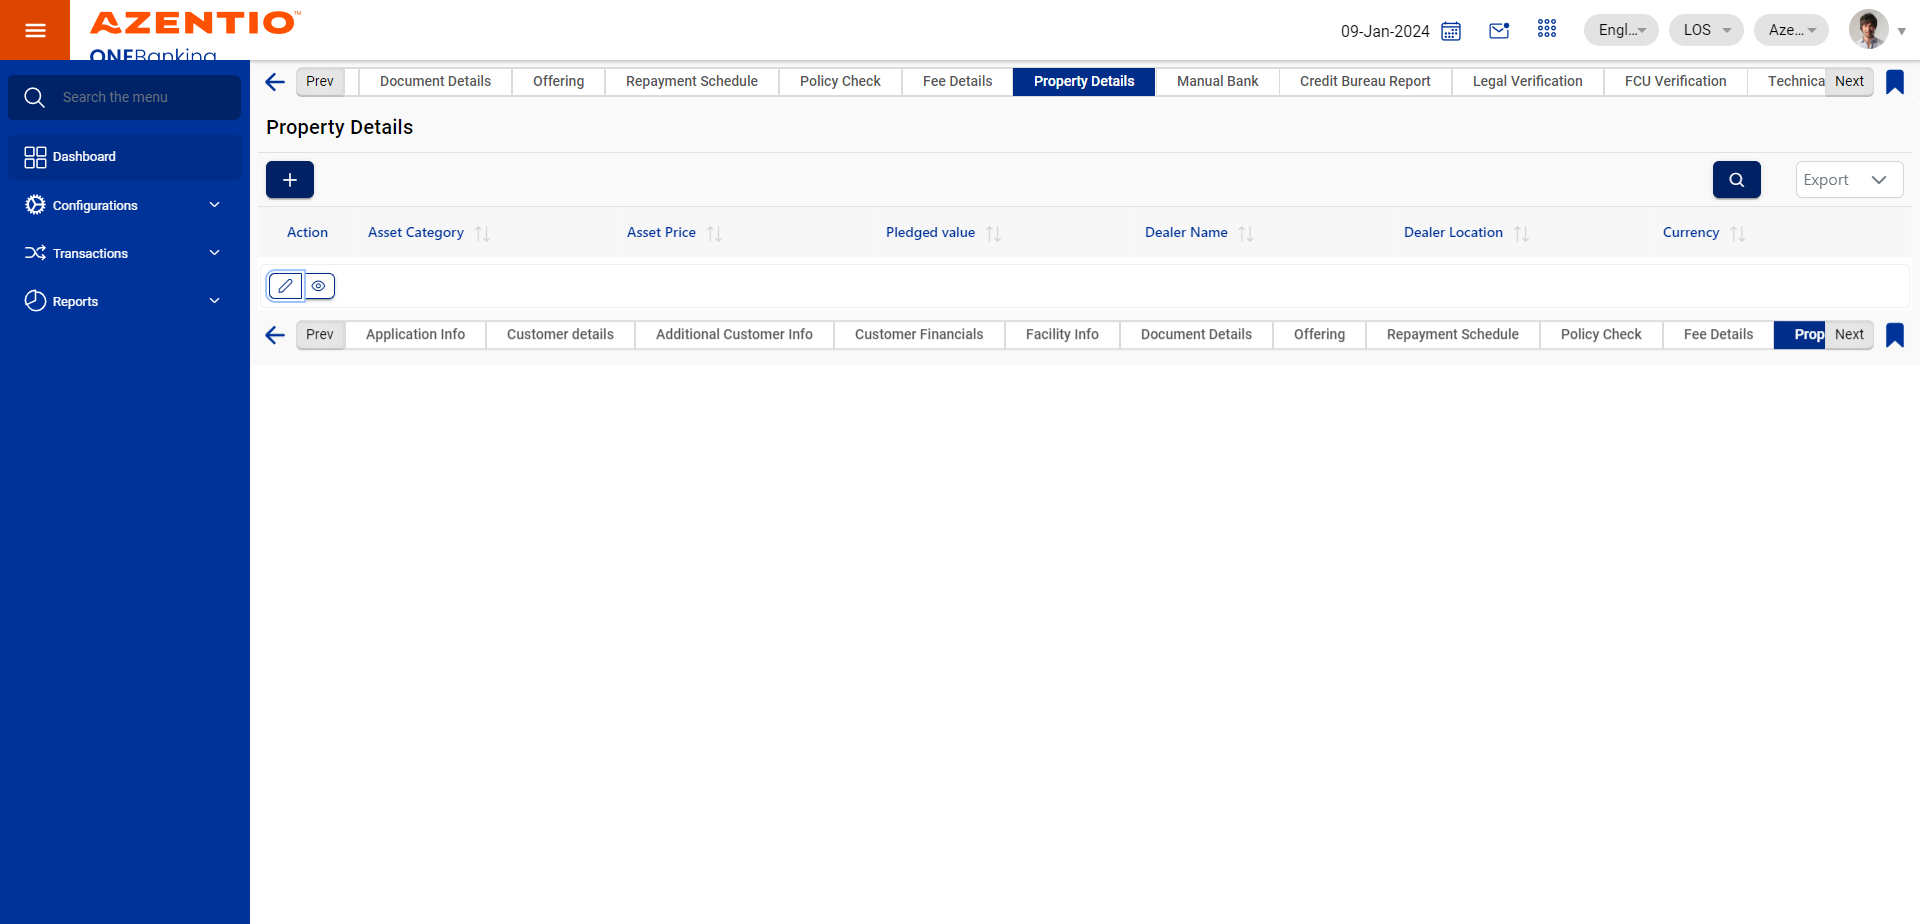 AZENTIO™
ONEBanking
09-Jan-2024
Engl...
LOS
Aze...
Search the menu
Dashboard
Configurations
Transactions
Reports
Prev
Document Details
Offering
Repayment Schedule
Policy Check
Fee Details
Property Details
Manual Bank
Credit Bureau Report
Legal Verification
FCU Verification
Technica
Next
Property Details
Export
Action
Asset Category
Asset Price
Pledged value
Dealer Name
Dealer Location
Currency
Prev
Application Info
Customer details
Additional Customer Info
Customer Financials
Facility Info
Document Details
Offering
Repayment Schedule
Policy Check
Fee Details
Prop
Next